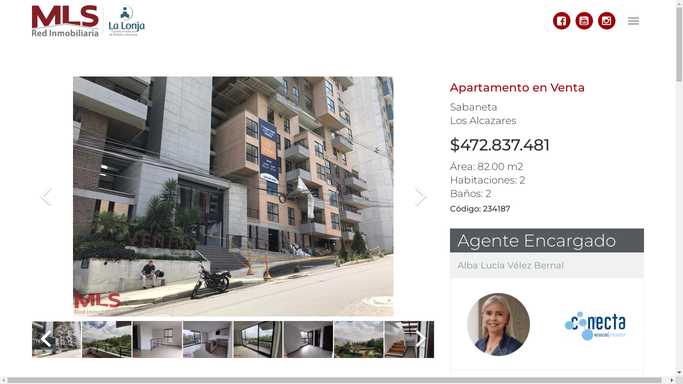 MLS
Red Inmobiliaria
La Lonja
Apartamento en Venta
Sabaneta
Los Alcazares
$472.837.481
Área: 82.00 m2
Habitaciones: 2
Baños: 2
Código: 234187
Agente Encargado
Alba Lucía Vélez Bernal
MLS
Red Inmobiliaria
conecta